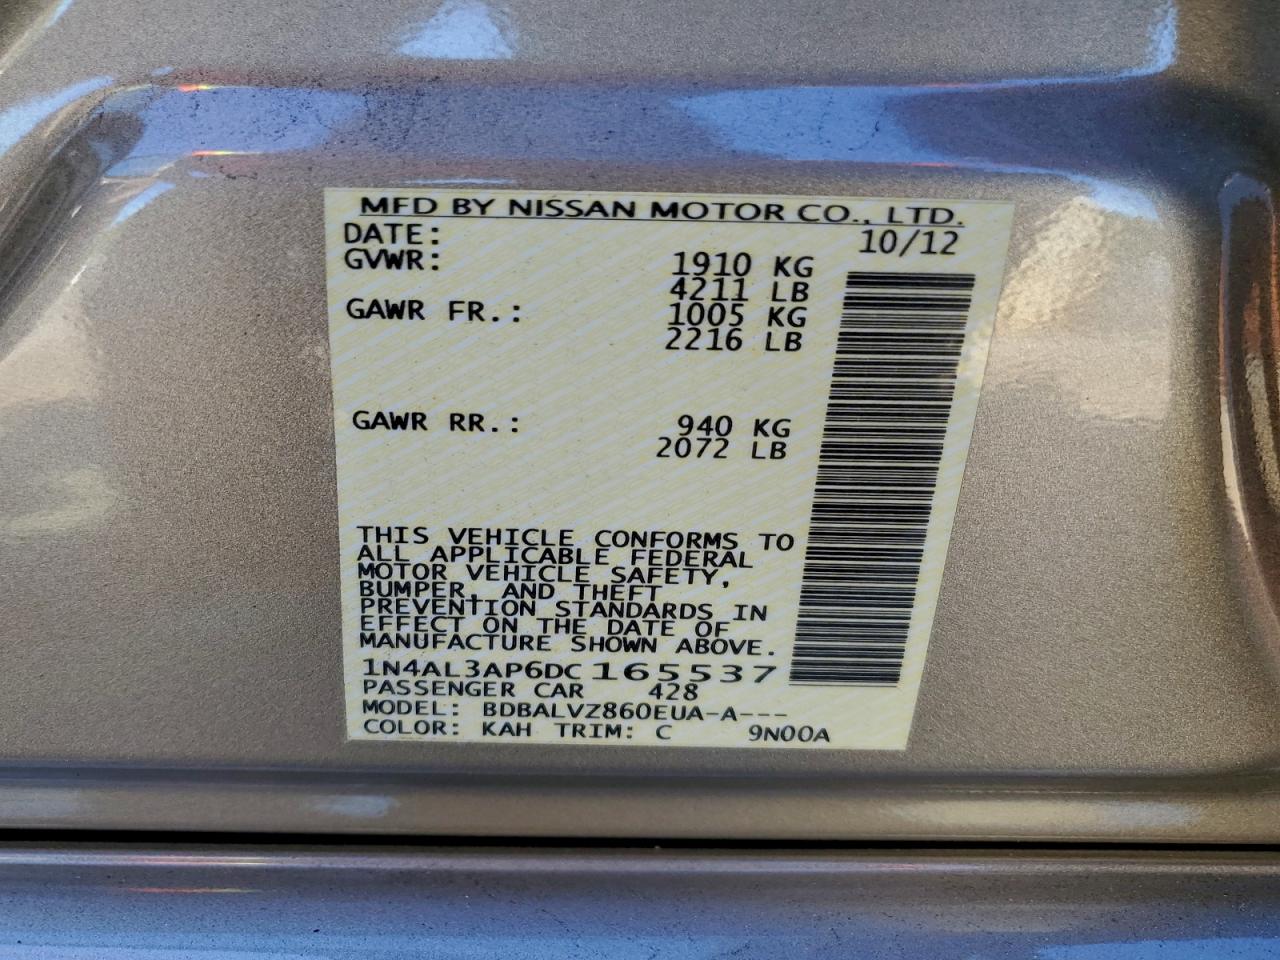 MFD BY NISSAN MOTOR CO., LTD.
DATE: 10/12
GVWR: 1910 KG
4211 LB
GAWR FR.: 1005 KG
2216 LB
GAWR RR.: 940 KG
2072 LB
THIS VEHICLE CONFORMS TO
ALL APPLICABLE FEDERAL
MOTOR VEHICLE SAFETY,
BUMPER, AND THEFT
PREVENTION STANDARDS IN
EFFECT ON THE DATE OF
MANUFACTURE SHOWN ABOVE.
1N4AL3AP6DC165537
PASSENGER CAR 428
MODEL: BDBALVZ860EUA-A---
COLOR: KAH TRIM: C 9N00A